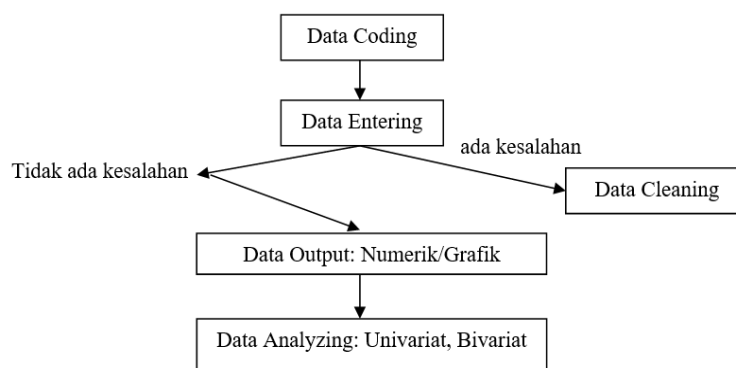 Data Coding
Data Entering
ada kesalahan
Tidak ada kesalahan
Data Cleaning
Data Output: Numerik/Grafik
Data Analyzing: Univariat, Bivariat